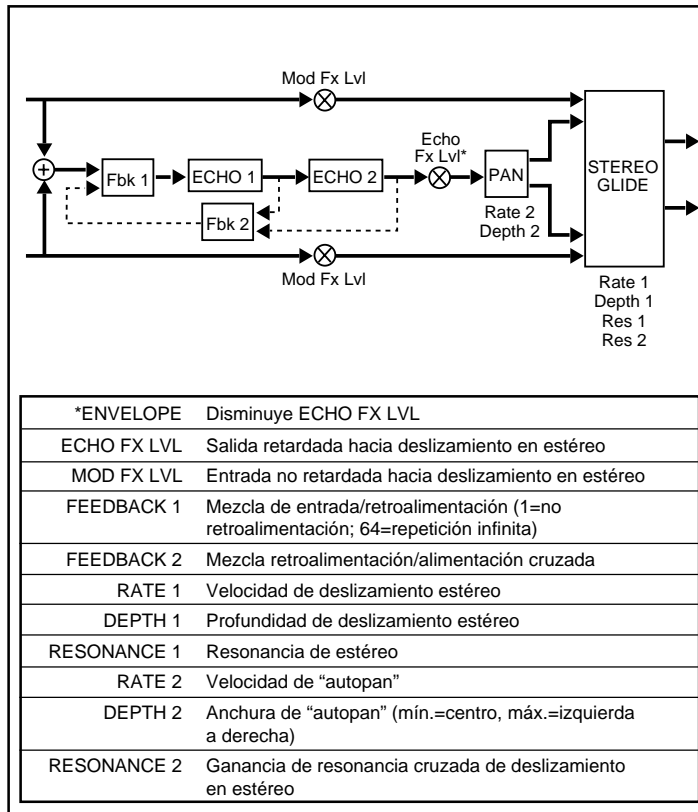 Mod Fx Lvl
Echo
Fx Lvl*
+
Fbk 1
ECHO 1
ECHO 2
PAN
STEREO
GLIDE
Fbk 2
Rate 2
Depth 2
Mod Fx Lvl
Rate 1
Depth 1
Res 1
Res 2
*ENVELOPE Disminuye ECHO FX LVL
ECHO FX LVL Salida retardada hacia deslizamiento en estéreo
MOD FX LVL Entrada no retardada hacia deslizamiento en estéreo
FEEDBACK 1 Mezcla de entrada/retroalimentación (1=no
retroalimentación; 64=repetición infinita)
FEEDBACK 2 Mezcla retroalimentación/alimentación cruzada
RATE 1 Velocidad de deslizamiento estéreo
DEPTH 1 Profundidad de deslizamiento estéreo
RESONANCE 1 Resonancia de estéreo
RATE 2 Velocidad de “autopan”
DEPTH 2 Anchura de “autopan” (mín.=centro, máx.=izquierda
a derecha)
RESONANCE 2 Ganancia de resonancia cruzada de deslizamiento
en estéreo